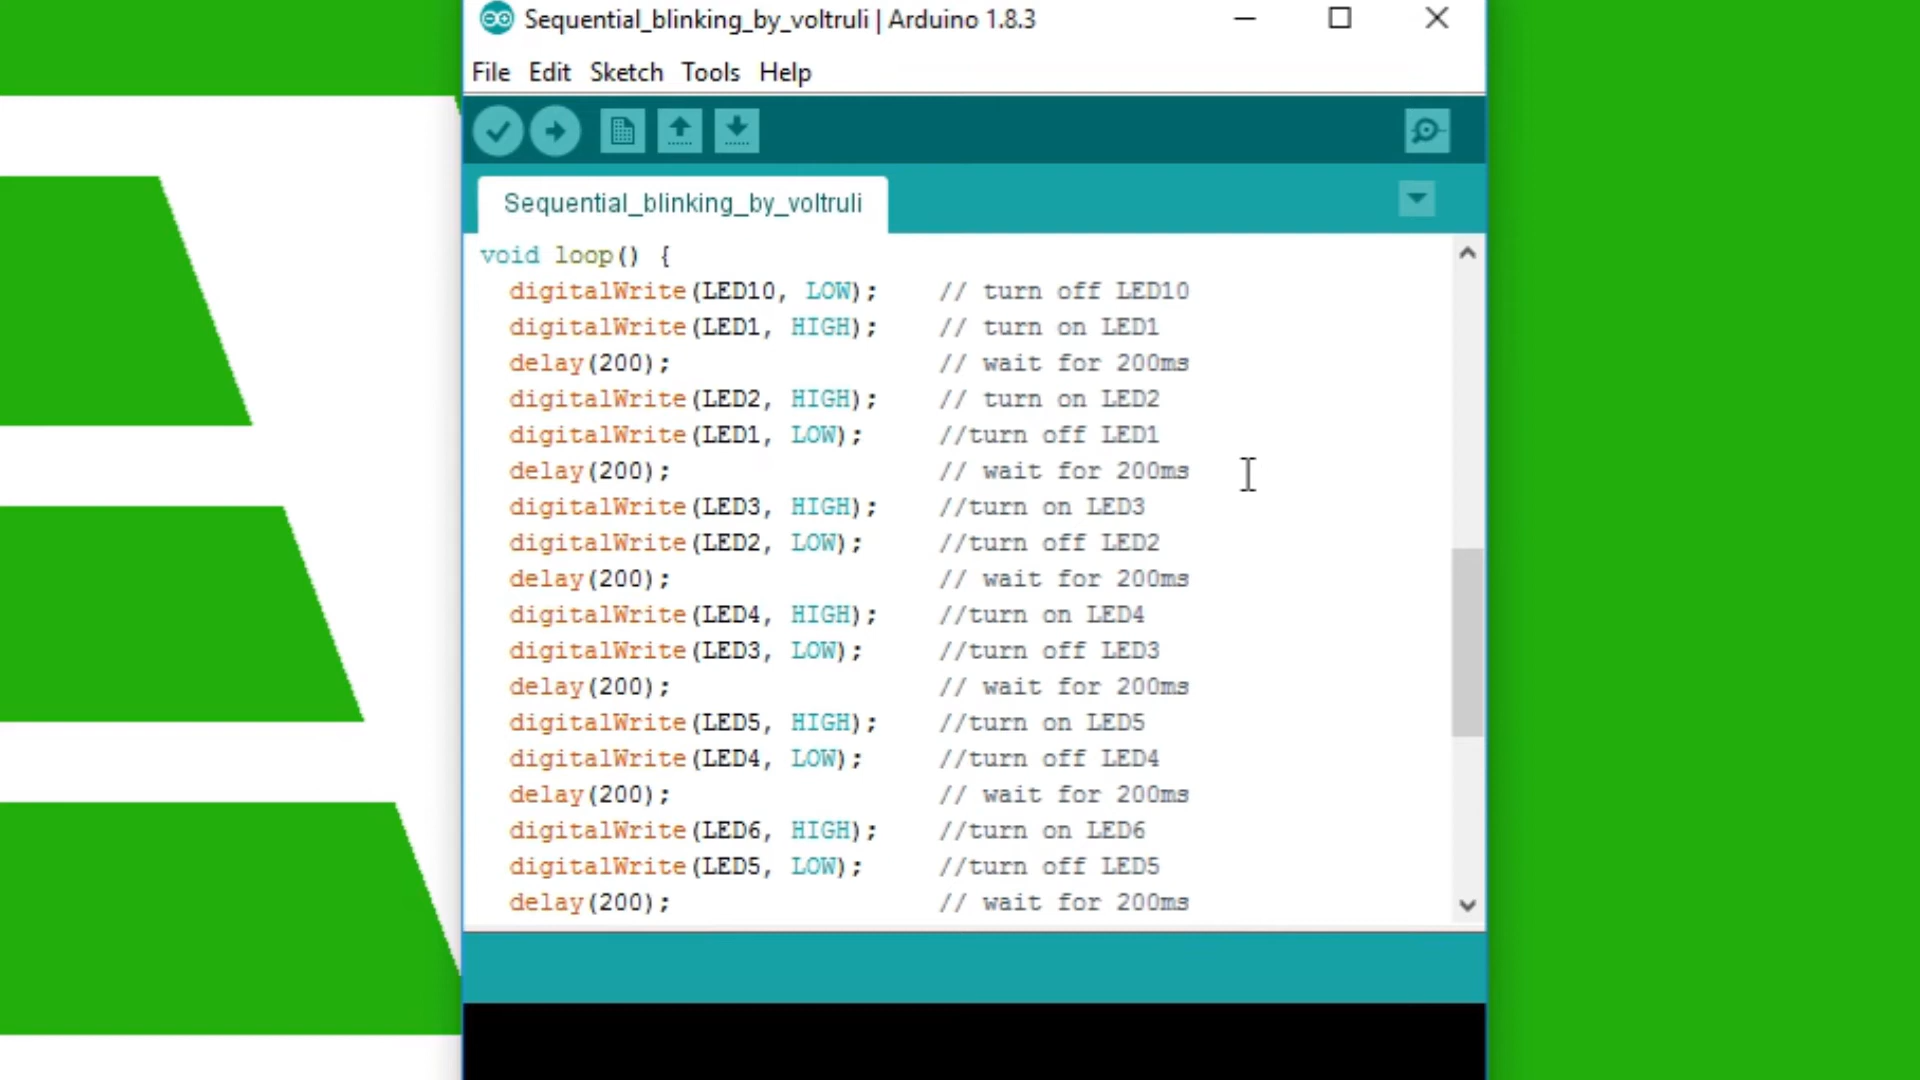 Sequential_blinking_by_voltruli | Arduino 1.8.3
File Edit Sketch Tools Help
Sequential_blinking_by_voltruli
void loop() {
  digitalWrite(LED10, LOW);    // turn off LED10
  digitalWrite(LED1, HIGH);    // turn on LED1
  delay(200);                  // wait for 200ms
  digitalWrite(LED2, HIGH);    // turn on LED2
  digitalWrite(LED1, LOW);     //turn off LED1
  delay(200);                  // wait for 200ms
  digitalWrite(LED3, HIGH);    //turn on LED3
  digitalWrite(LED2, LOW);     //turn off LED2
  delay(200);                  // wait for 200ms
  digitalWrite(LED4, HIGH);    //turn on LED4
  digitalWrite(LED3, LOW);     //turn off LED3
  delay(200);                  // wait for 200ms
  digitalWrite(LED5, HIGH);    //turn on LED5
  digitalWrite(LED4, LOW);     //turn off LED4
  delay(200);                  // wait for 200ms
  digitalWrite(LED6, HIGH);    //turn on LED6
  digitalWrite(LED5, LOW);     //turn off LED5
  delay(200);                  // wait for 200ms